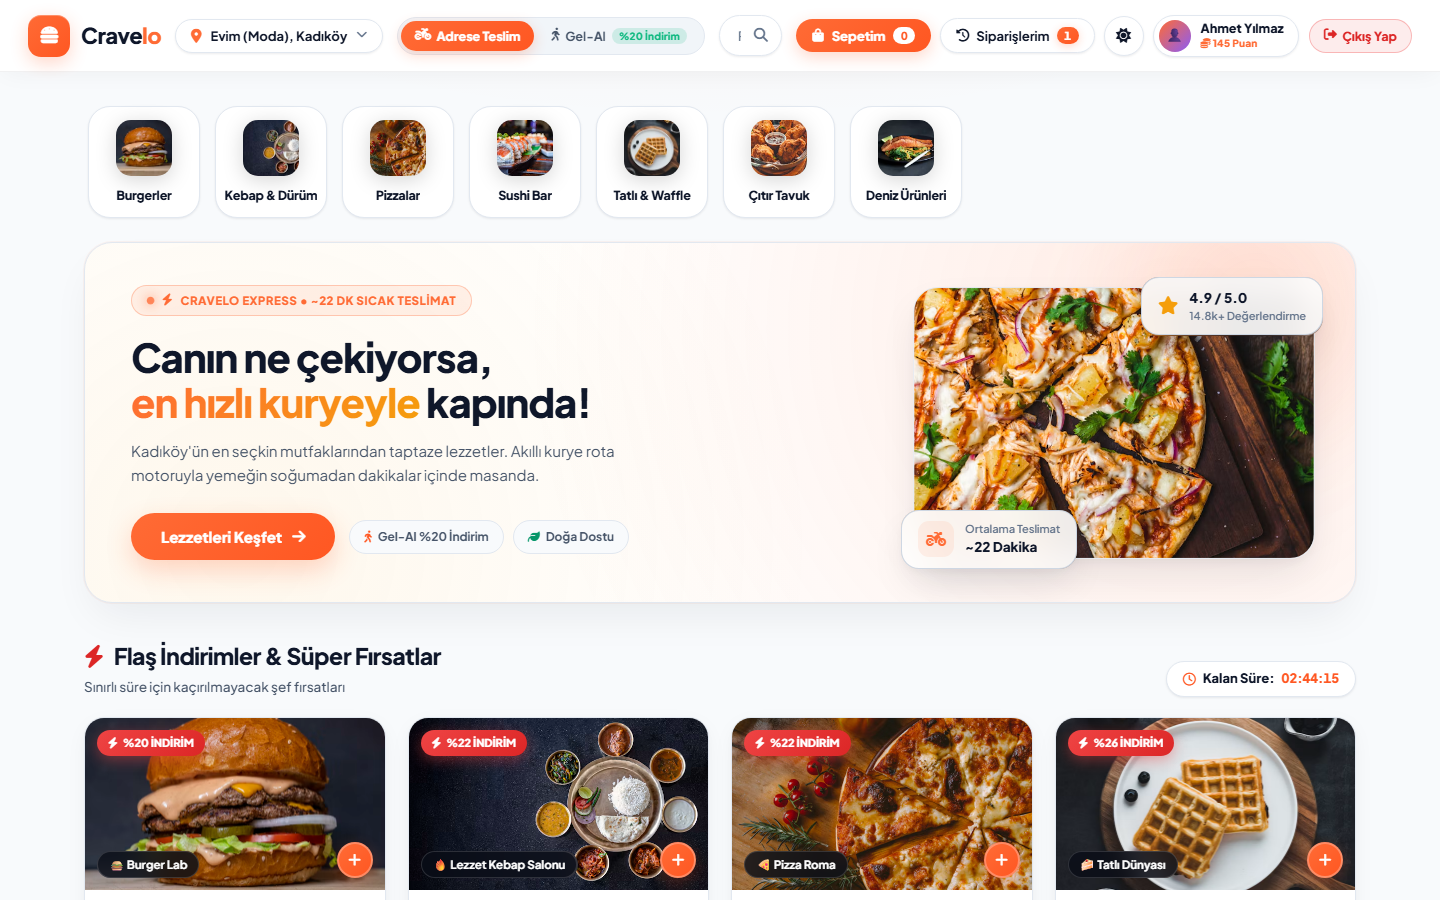 Cravelo
Evim (Moda), Kadıköy
Adrese Teslim
Gel-Al %20 İndirim
Sepetim 0
Siparişlerim 1
Ahmet Yılmaz
145 Puan
Çıkış Yap
Burgerler
Kebap & Dürüm
Pizzalar
Sushi Bar
Tatlı & Waffle
Çıtır Tavuk
Deniz Ürünleri
CRAVELO EXPRESS • ~22 DK SICAK TESLİMAT
Canın ne çekiyorsa,
en hızlı kuryeyle kapında!
Kadıköy'ün en seçkin mutfaklarından taptaze lezzetler. Akıllı kurye rota
motoruyla yemeğin soğumadan dakikalar içinde masanda.
Lezzetleri Keşfet
Gel-Al %20 İndirim
Doğa Dostu
4.9 / 5.0
14.8k+ Değerlendirme
Ortalama Teslimat
~22 Dakika
Flaş İndirimler & Süper Fırsatlar
Sınırlı süre için kaçırılmayacak şef fırsatları
Kalan Süre: 02:44:15
%20 İNDİRİM
Burger Lab
%22 İNDİRİM
Lezzet Kebap Salonu
%22 İNDİRİM
Pizza Roma
%26 İNDİRİM
Tatlı Dünyası